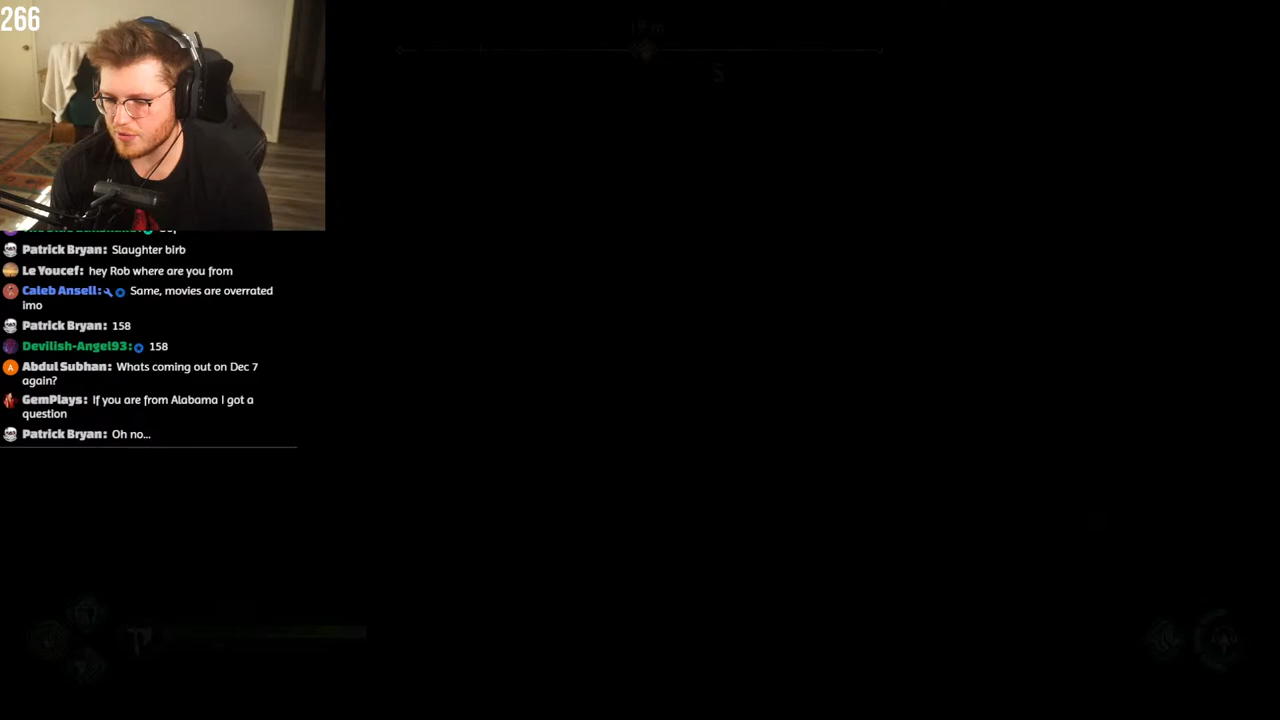 266
19 m
S
Patrick Bryan: Slaughter birb
Le Youcef: hey Rob where are you from
Caleb Ansell: Same, movies are overrated
imo
Patrick Bryan: 158
Devilish-Angel93: 158
A Abdul Subhan: Whats coming out on Dec 7
again?
GemPlays: If you are from Alabama I got a
question
Patrick Bryan: Oh no...